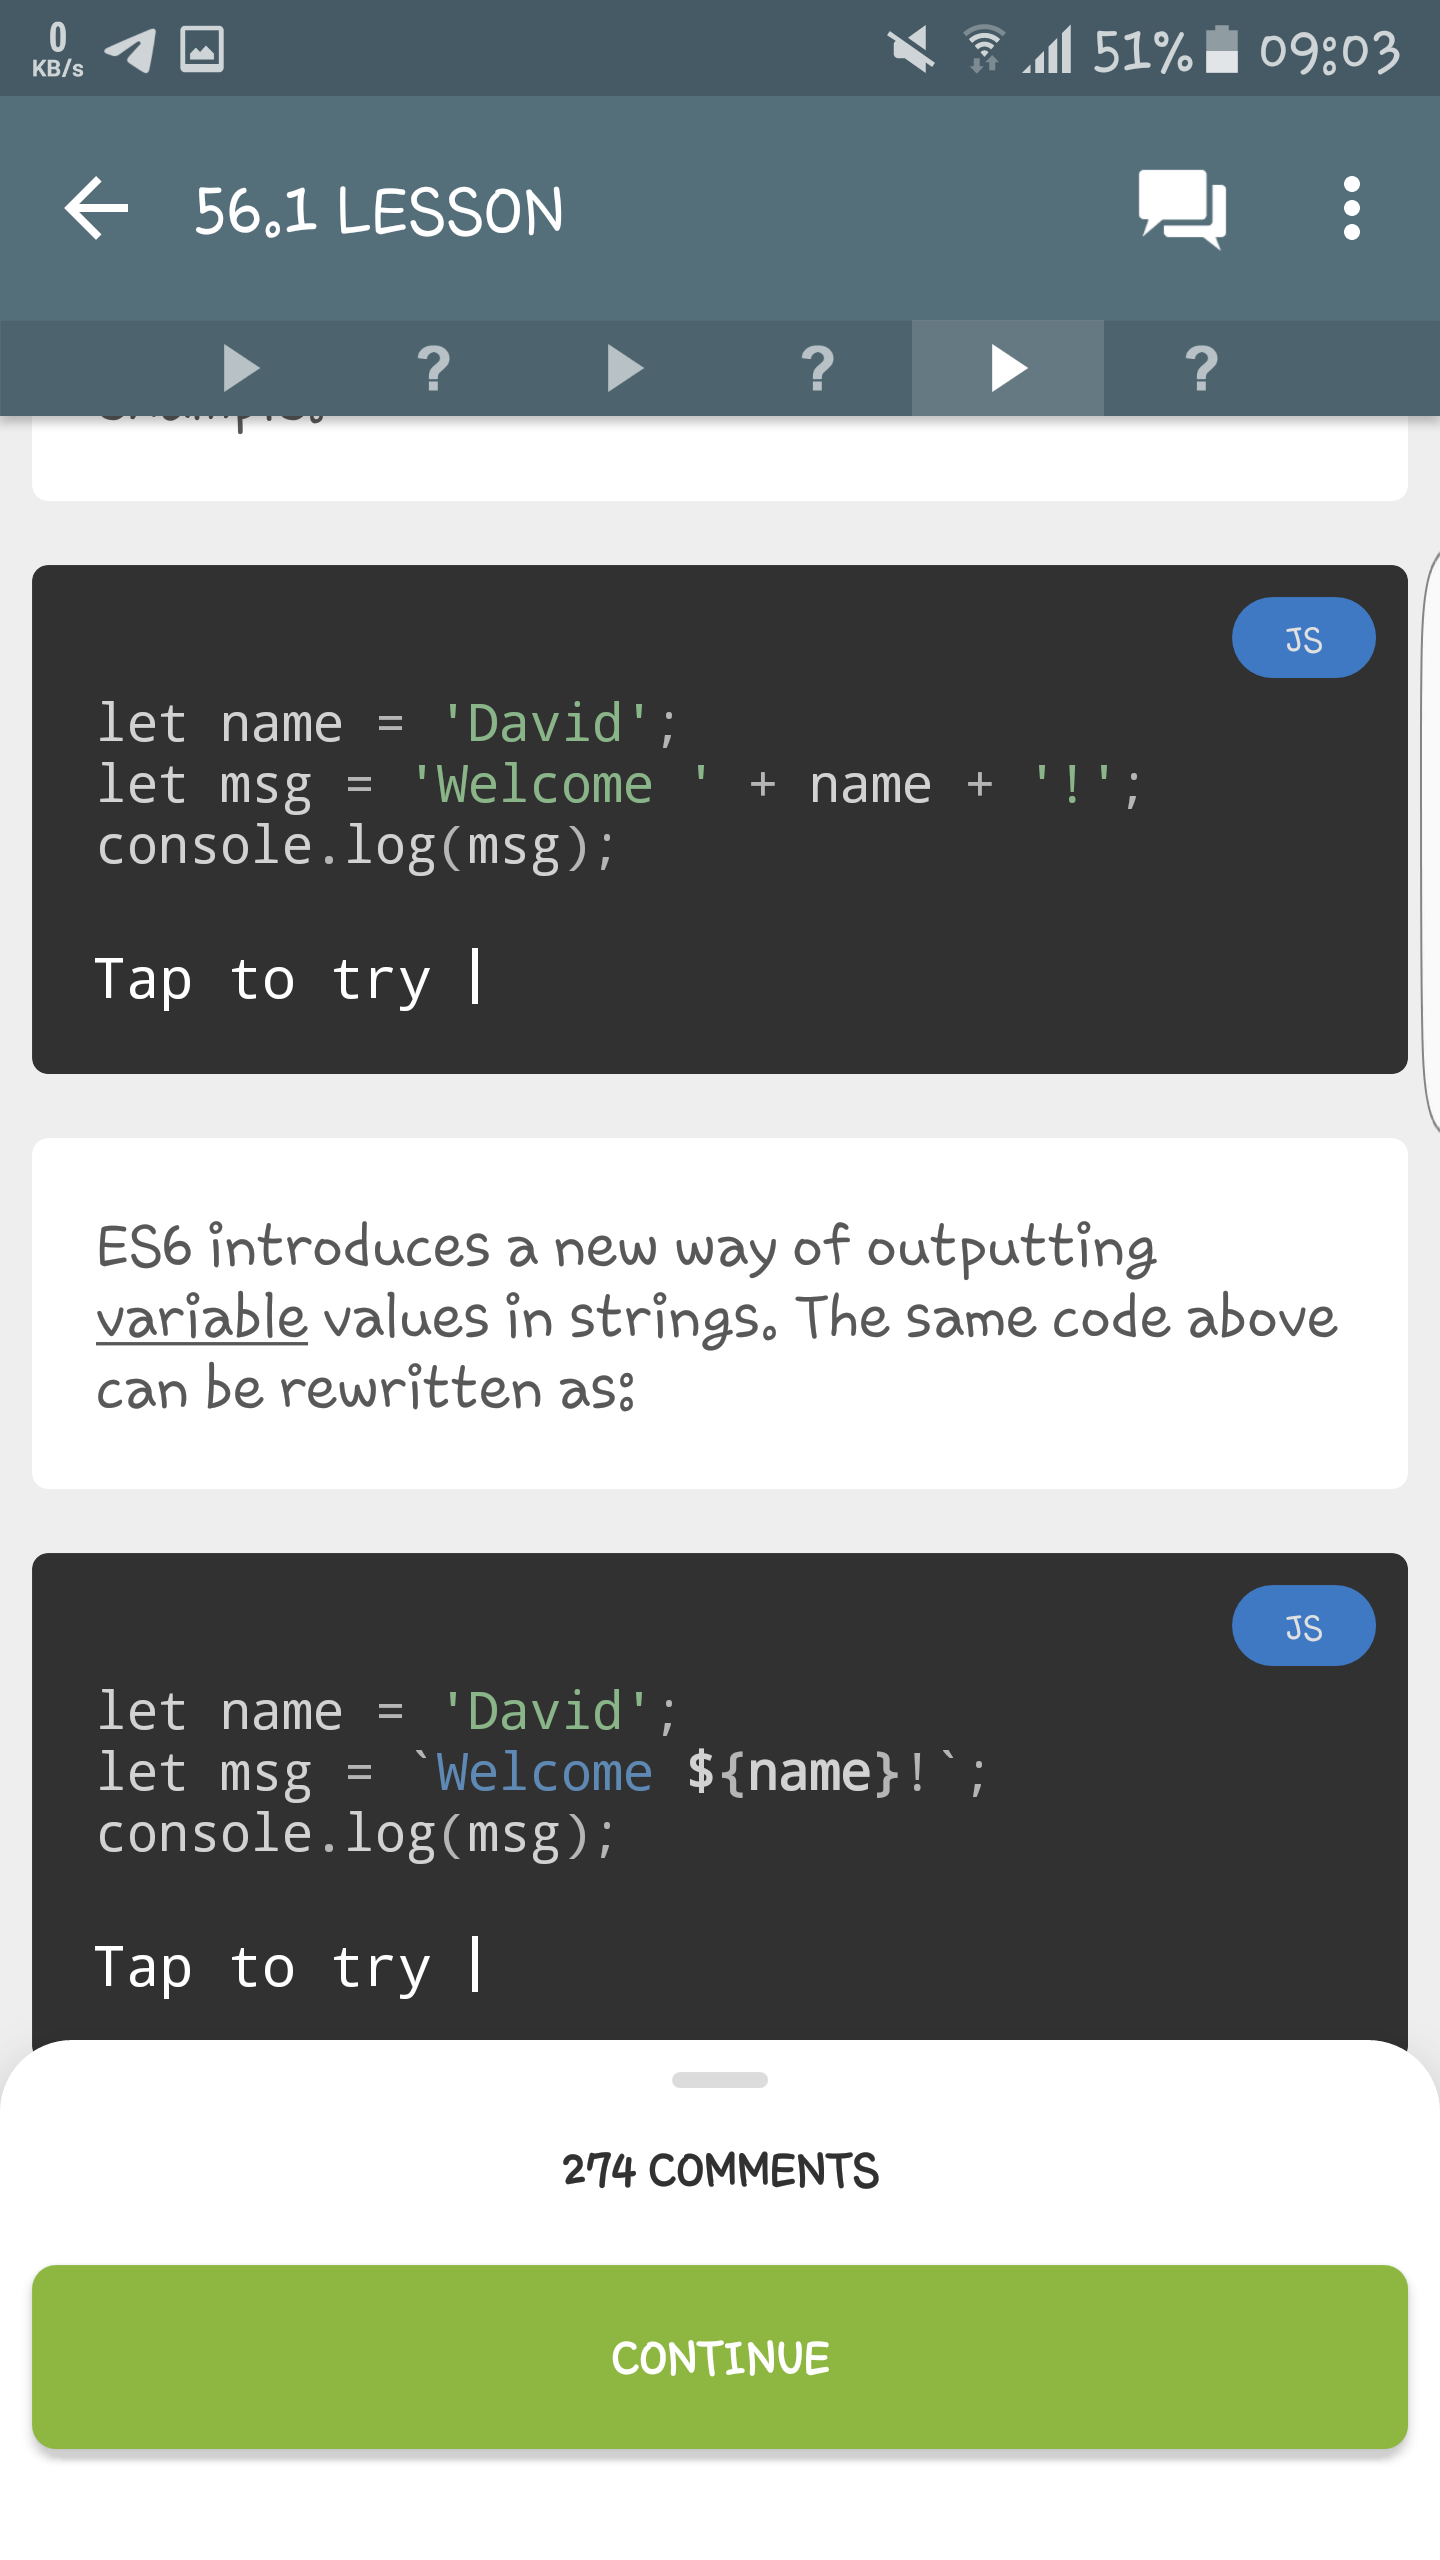 0
KB/s
51% 09:03
56.1 LESSON
? ? ?
let name = 'David';
let msg = 'Welcome ' + name + '!';
console.log(msg);
JS
Tap to try
ES6 introduces a new way of outputting
variable values in strings. The same code above
can be rewritten as:
JS
let name = 'David';
let msg = `Welcome ${name}!`;
console.log(msg);
Tap to try
274 COMMENTS
CONTINUE